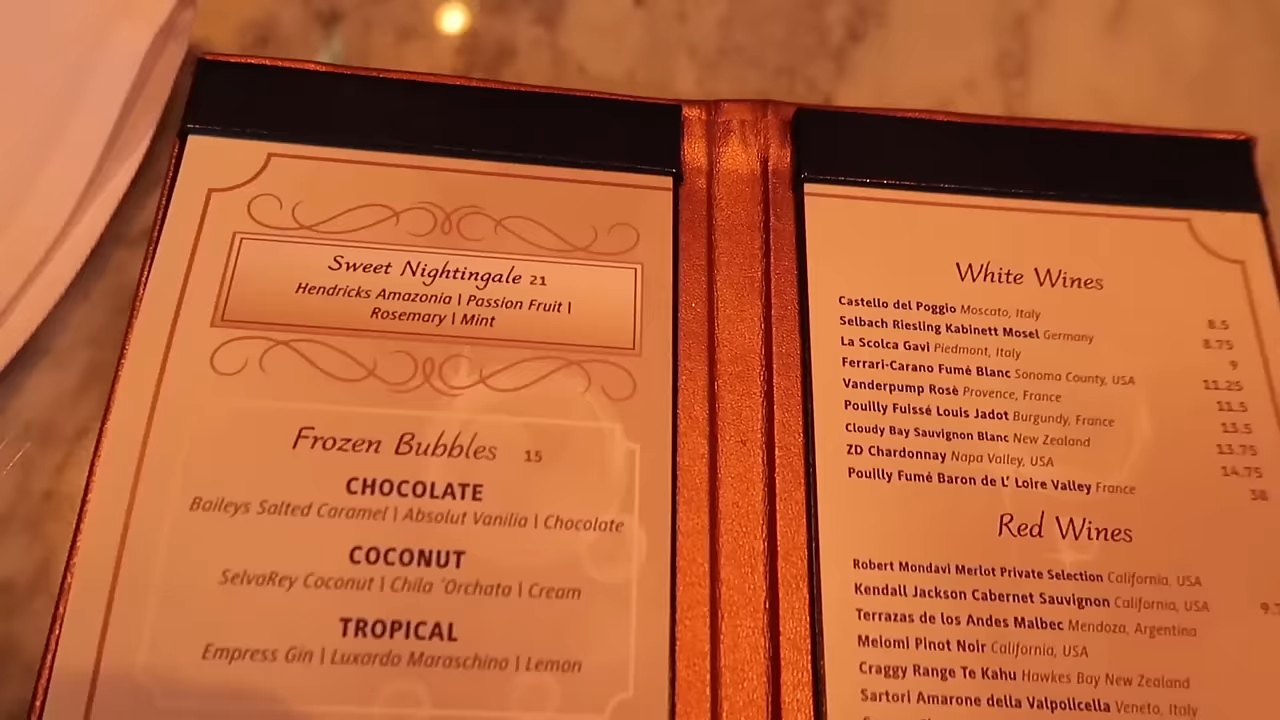 Sweet Nightingale 21
Hendricks Amazonia | Passion Fruit |
Rosemary | Mint
Frozen Bubbles 15
CHOCOLATE
Baileys Salted Caramel | Absolut Vanilia | Chocolate
COCONUT
SelvaRey Coconut | Chila 'Orchata | Cream
TROPICAL
Empress Gin | Luxardo Maraschino | Lemon
White Wines
Castello del Poggio Moscato, Italy 8.5
Selbach Riesling Kabinett Mosel Germany 8.75
La Scolca Gavi Piedmont, Italy 9
Ferrari-Carano Fumé Blanc Sonoma County, USA 11.25
Vanderpump Rosè Provence, France 11.5
Pouilly Fuissé Louis Jadot Burgundy, France 13.5
Cloudy Bay Sauvignon Blanc New Zealand 13.75
ZD Chardonnay Napa Valley, USA 14.75
Pouilly Fumé Baron de L' Loire Valley France 38
Red Wines
Robert Mondavi Merlot Private Selection California, USA
Kendall Jackson Cabernet Sauvignon California, USA
Terrazas de los Andes Malbec Mendoza, Argentina
Meiomi Pinot Noir California, USA
Craggy Range Te Kahu Hawkes Bay New Zealand
Sartori Amarone della Valpolicella Veneto, Italy